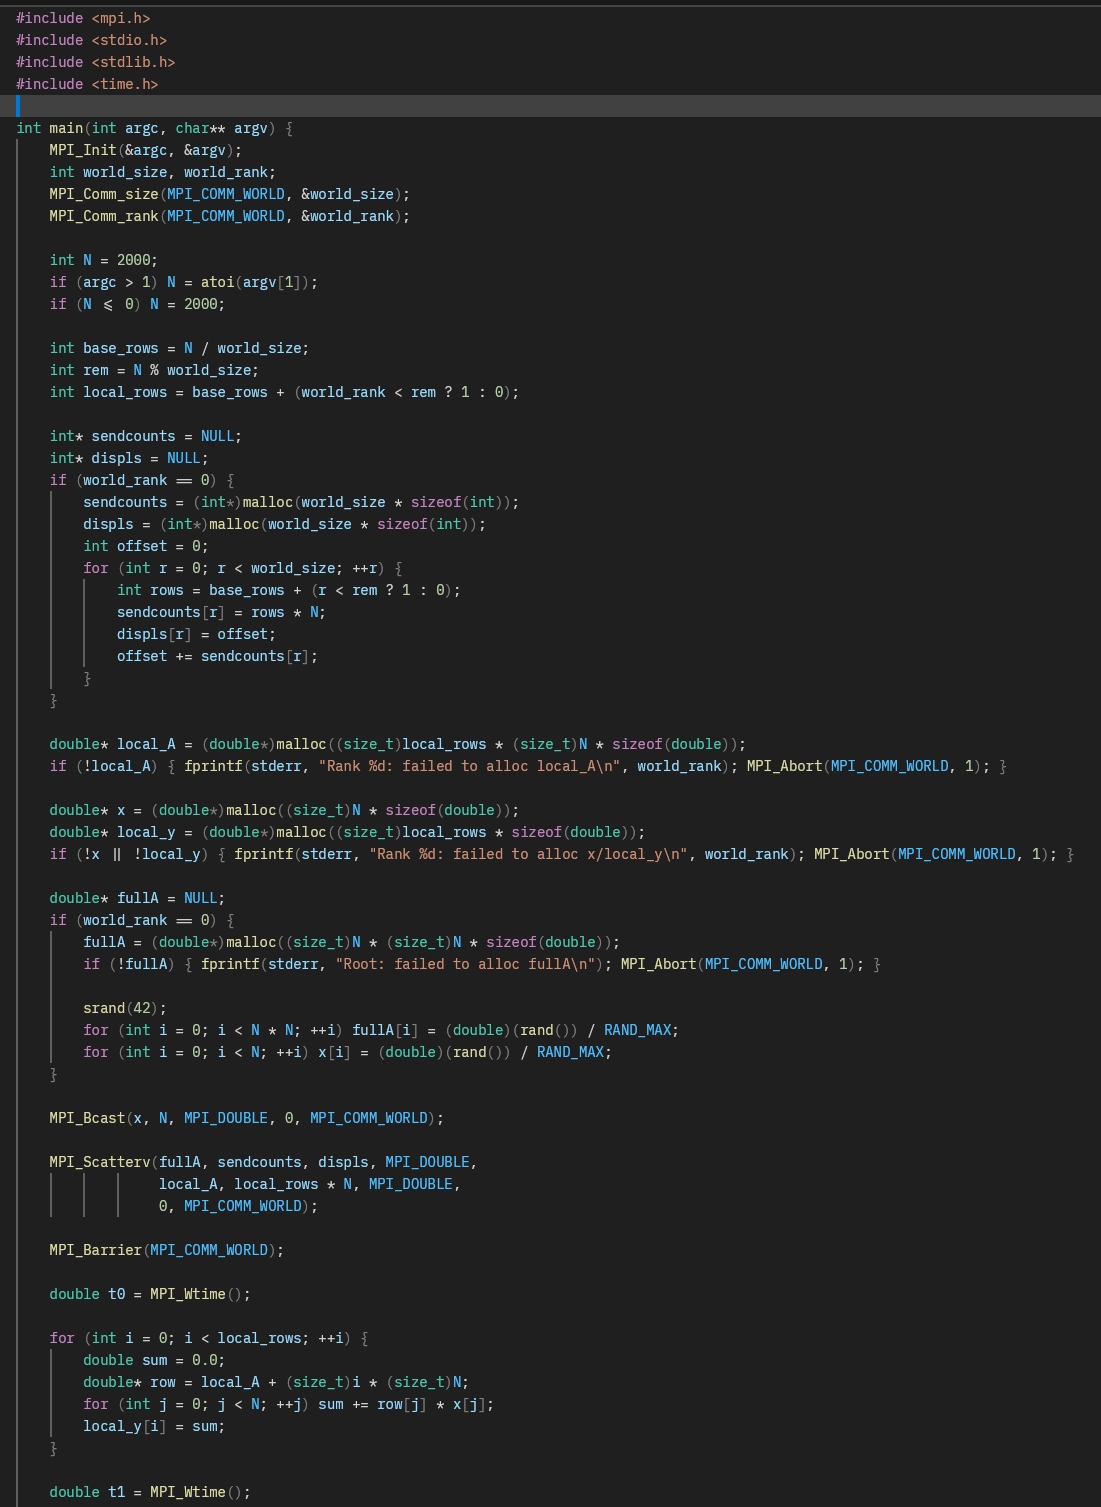 #include <mpi.h>
#include <stdio.h>
#include <stdlib.h>
#include <time.h>

int main(int argc, char** argv) {
    MPI_Init(&argc, &argv);
    int world_size, world_rank;
    MPI_Comm_size(MPI_COMM_WORLD, &world_size);
    MPI_Comm_rank(MPI_COMM_WORLD, &world_rank);

    int N = 2000;
    if (argc > 1) N = atoi(argv[1]);
    if (N <= 0) N = 2000;

    int base_rows = N / world_size;
    int rem = N % world_size;
    int local_rows = base_rows + (world_rank < rem ? 1 : 0);

    int* sendcounts = NULL;
    int* displs = NULL;
    if (world_rank == 0) {
        sendcounts = (int*)malloc(world_size * sizeof(int));
        displs = (int*)malloc(world_size * sizeof(int));
        int offset = 0;
        for (int r = 0; r < world_size; ++r) {
            int rows = base_rows + (r < rem ? 1 : 0);
            sendcounts[r] = rows * N;
            displs[r] = offset;
            offset += sendcounts[r];
        }
    }

    double* local_A = (double*)malloc((size_t)local_rows * (size_t)N * sizeof(double));
    if (!local_A) { fprintf(stderr, "Rank %d: failed to alloc local_A\n", world_rank); MPI_Abort(MPI_COMM_WORLD, 1); }

    double* x = (double*)malloc((size_t)N * sizeof(double));
    double* local_y = (double*)malloc((size_t)local_rows * sizeof(double));
    if (!x || !local_y) { fprintf(stderr, "Rank %d: failed to alloc x/local_y\n", world_rank); MPI_Abort(MPI_COMM_WORLD, 1); }

    double* fullA = NULL;
    if (world_rank == 0) {
        fullA = (double*)malloc((size_t)N * (size_t)N * sizeof(double));
        if (!fullA) { fprintf(stderr, "Root: failed to alloc fullA\n"); MPI_Abort(MPI_COMM_WORLD, 1); }

        srand(42);
        for (int i = 0; i < N * N; ++i) fullA[i] = (double)(rand()) / RAND_MAX;
        for (int i = 0; i < N; ++i) x[i] = (double)(rand()) / RAND_MAX;
    }

    MPI_Bcast(x, N, MPI_DOUBLE, 0, MPI_COMM_WORLD);

    MPI_Scatterv(fullA, sendcounts, displs, MPI_DOUBLE,
                 local_A, local_rows * N, MPI_DOUBLE,
                 0, MPI_COMM_WORLD);

    MPI_Barrier(MPI_COMM_WORLD);

    double t0 = MPI_Wtime();

    for (int i = 0; i < local_rows; ++i) {
        double sum = 0.0;
        double* row = local_A + (size_t)i * (size_t)N;
        for (int j = 0; j < N; ++j) sum += row[j] * x[j];
        local_y[i] = sum;
    }

    double t1 = MPI_Wtime();